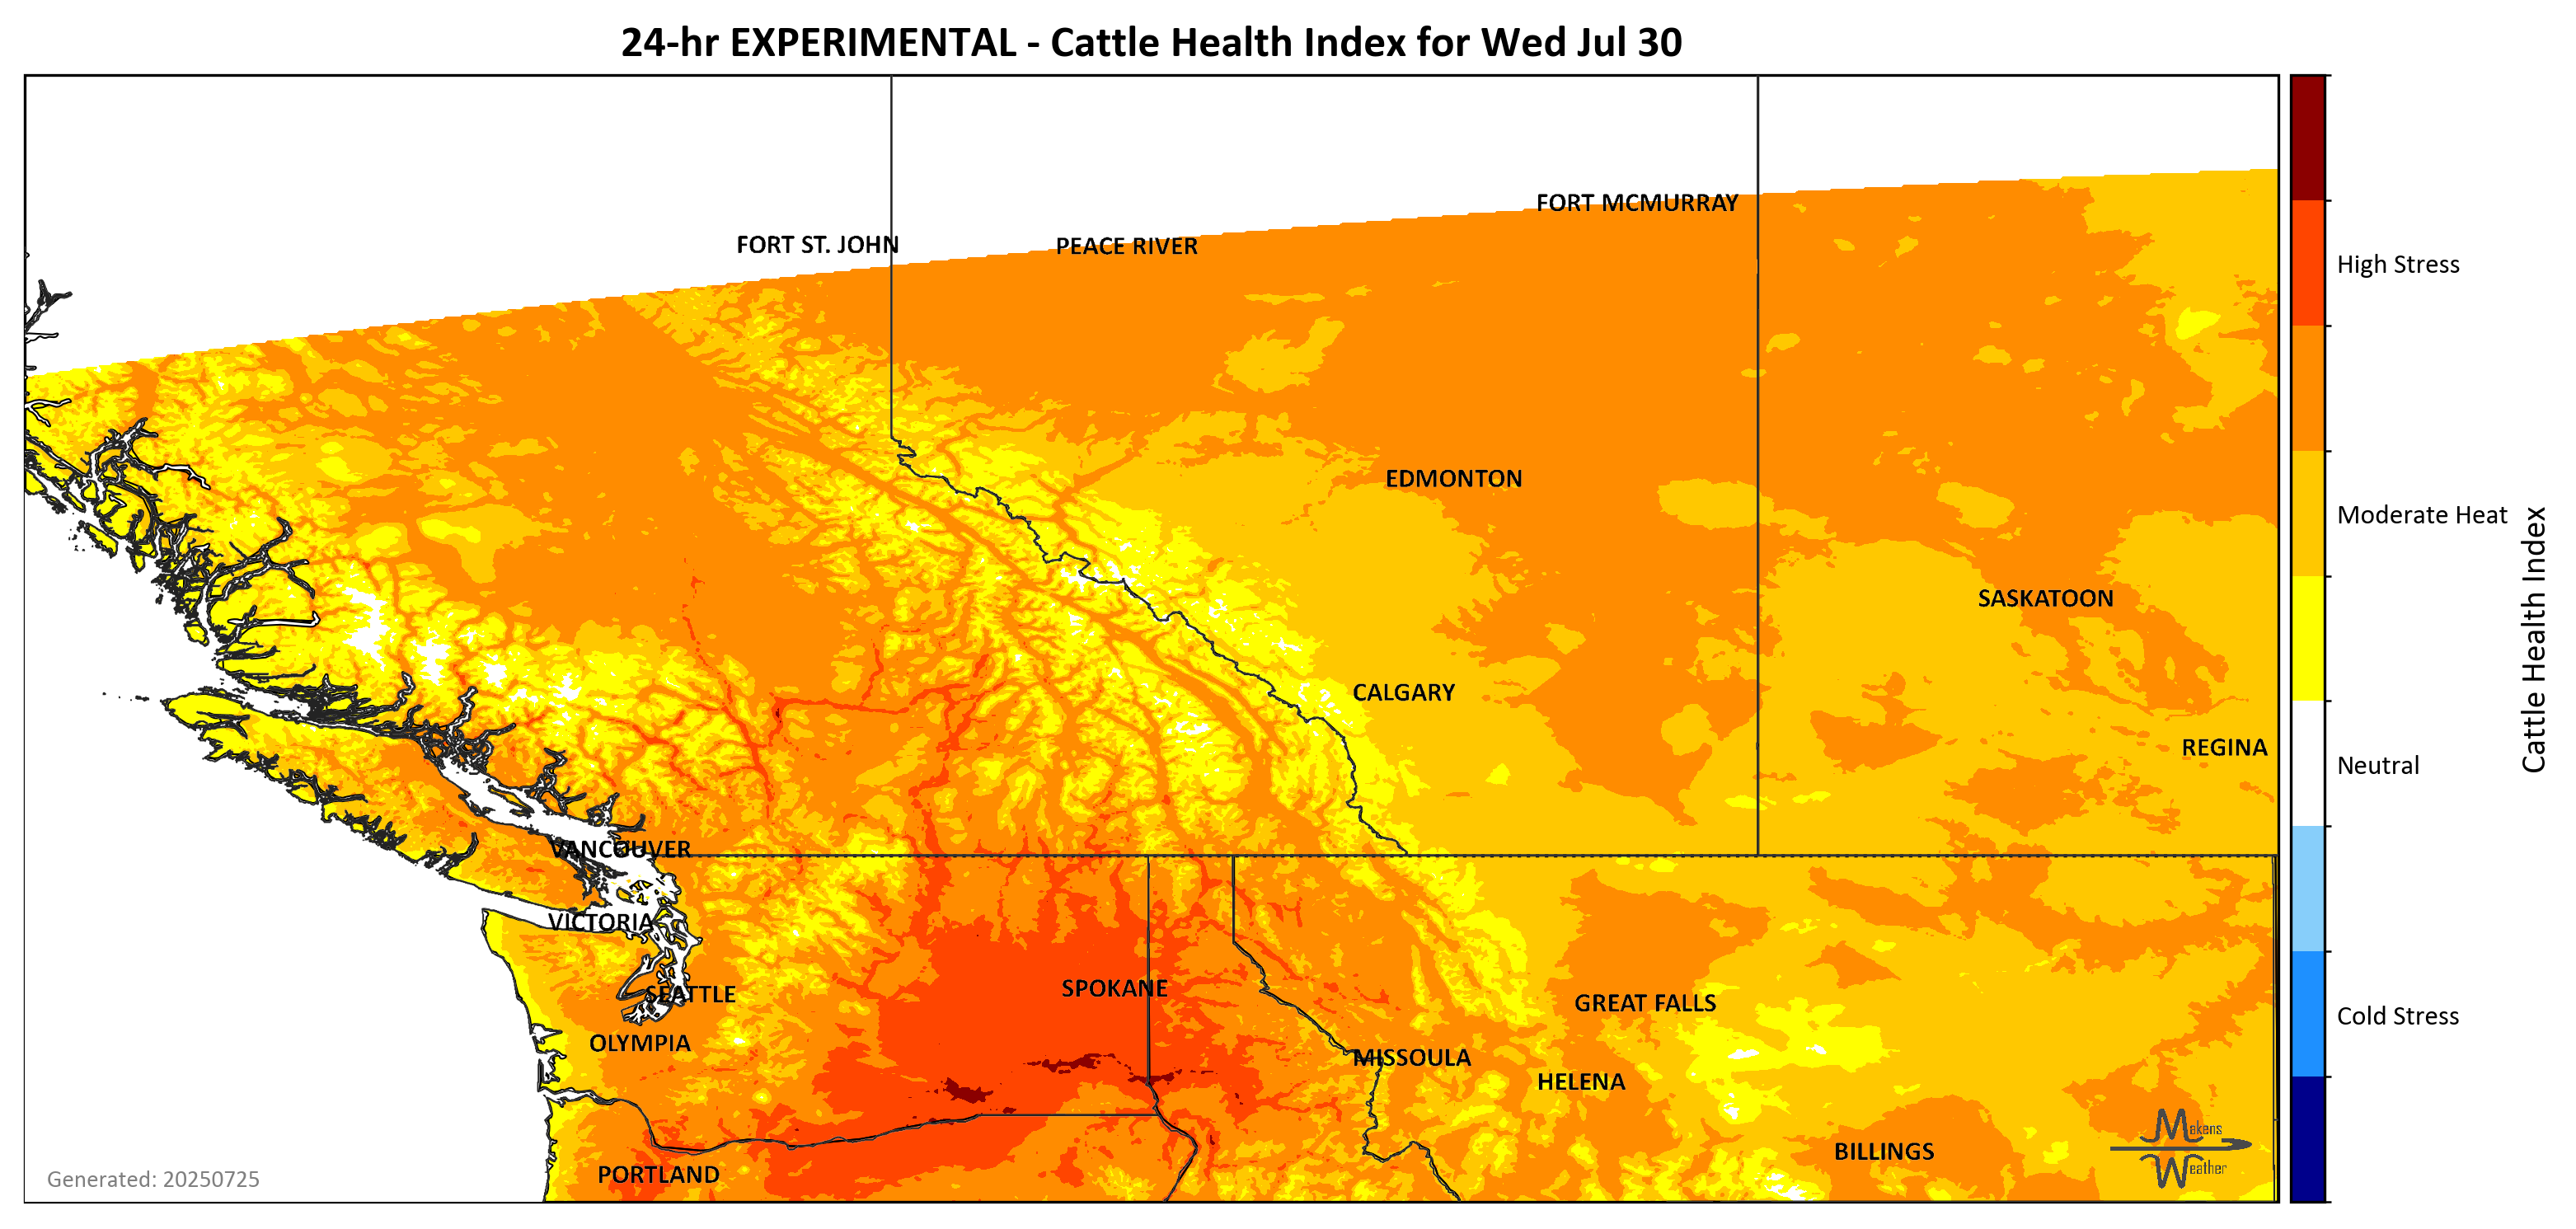 24-hr EXPERIMENTAL - Cattle Health Index for Wed Jul 30
FORT MCMURRAY
FORT ST. JOHN
PEACE RIVER
High Stress
EDMONTON
Moderate Heat
SASKATOON
CALGARY
REGINA
Neutral
Cattle Health Index
VANCOUVER
VICTORIA
SEATTLE
SPOKANE
GREAT FALLS
Cold Stress
OLYMPIA
MISSOULA
HELENA
BILLINGS
Makens
Weather
PORTLAND
Generated: 20250725